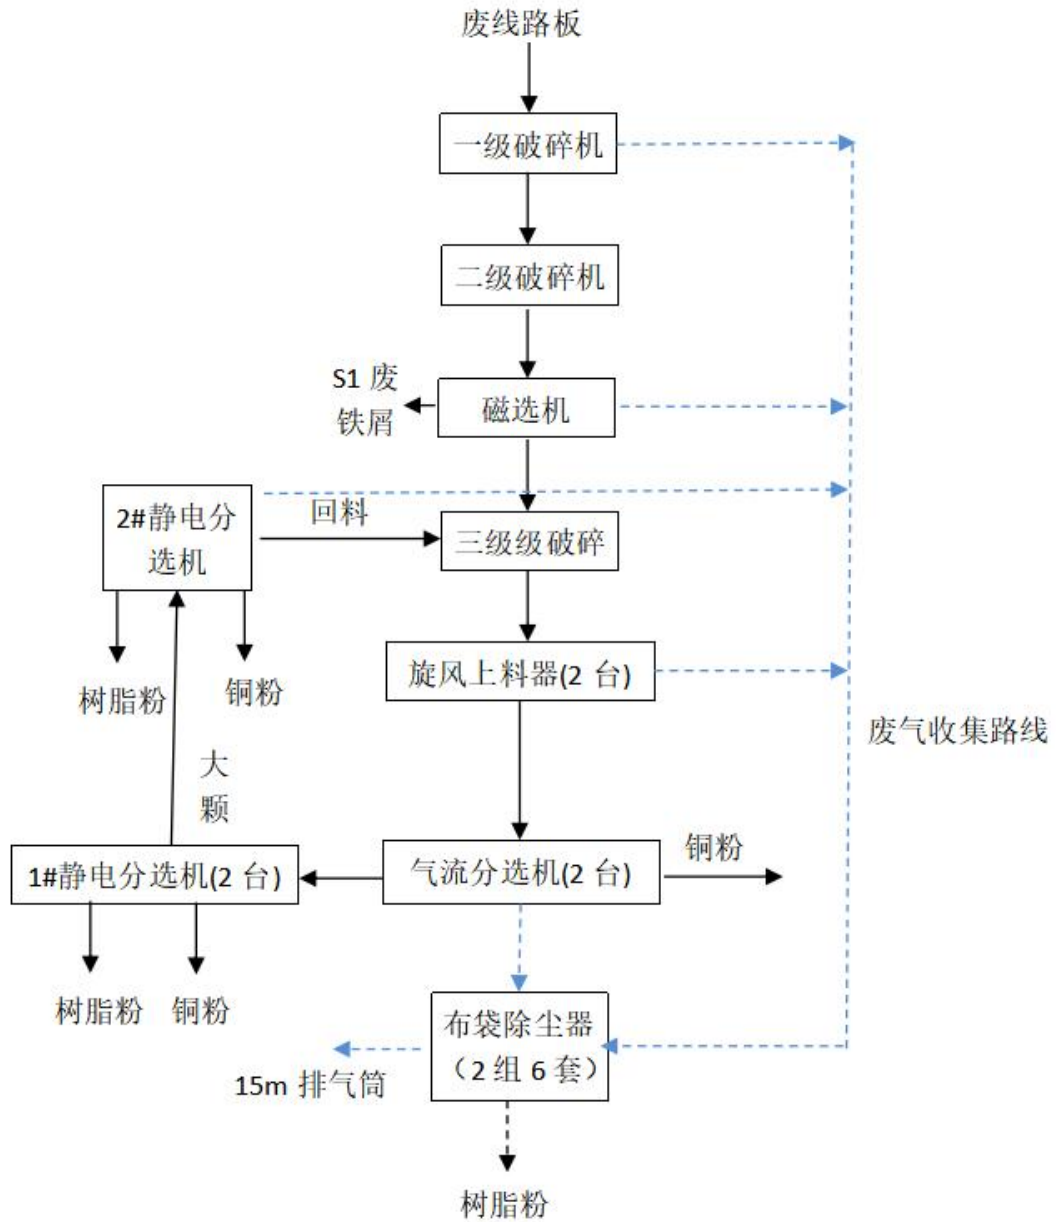 废线路板
一级破碎机
二级破碎机
S1 废
铁屑
磁选机
2#静电分
选机
回料
三级级破碎
树脂粉
铜粉
旋风上料器(2 台)
废气收集路线
大
颗
1#静电分选机(2 台)
气流分选机(2 台)
铜粉
树脂粉
铜粉
布袋除尘器
（2 组 6 套）
15m 排气筒
树脂粉